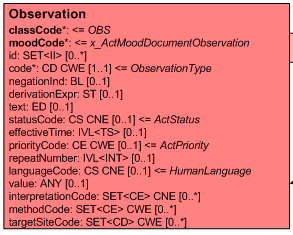 Observation
classCode*: <= OBS
moodCode*: <= x_ActMoodDocumentObservation
id: SET<II> [0..*]
code*: CD CWE [1..1] <= ObservationType
negationInd: BL [0..1]
derivationExpr: ST [0..1]
text: ED [0..1]
statusCode: CS CNE [0..1] <= ActStatus
effectiveTime: IVL<TS> [0..1]
priorityCode: CE CWE [0..1] <= ActPriority
repeatNumber: IVL<INT> [0..1]
languageCode: CS CNE [0..1] <= HumanLanguage
value: ANY [0..1]
interpretationCode: SET<CE> CNE [0..*]
methodCode: SET<CE> CWE [0..*]
targetSiteCode: SET<CD> CWE [0..*]